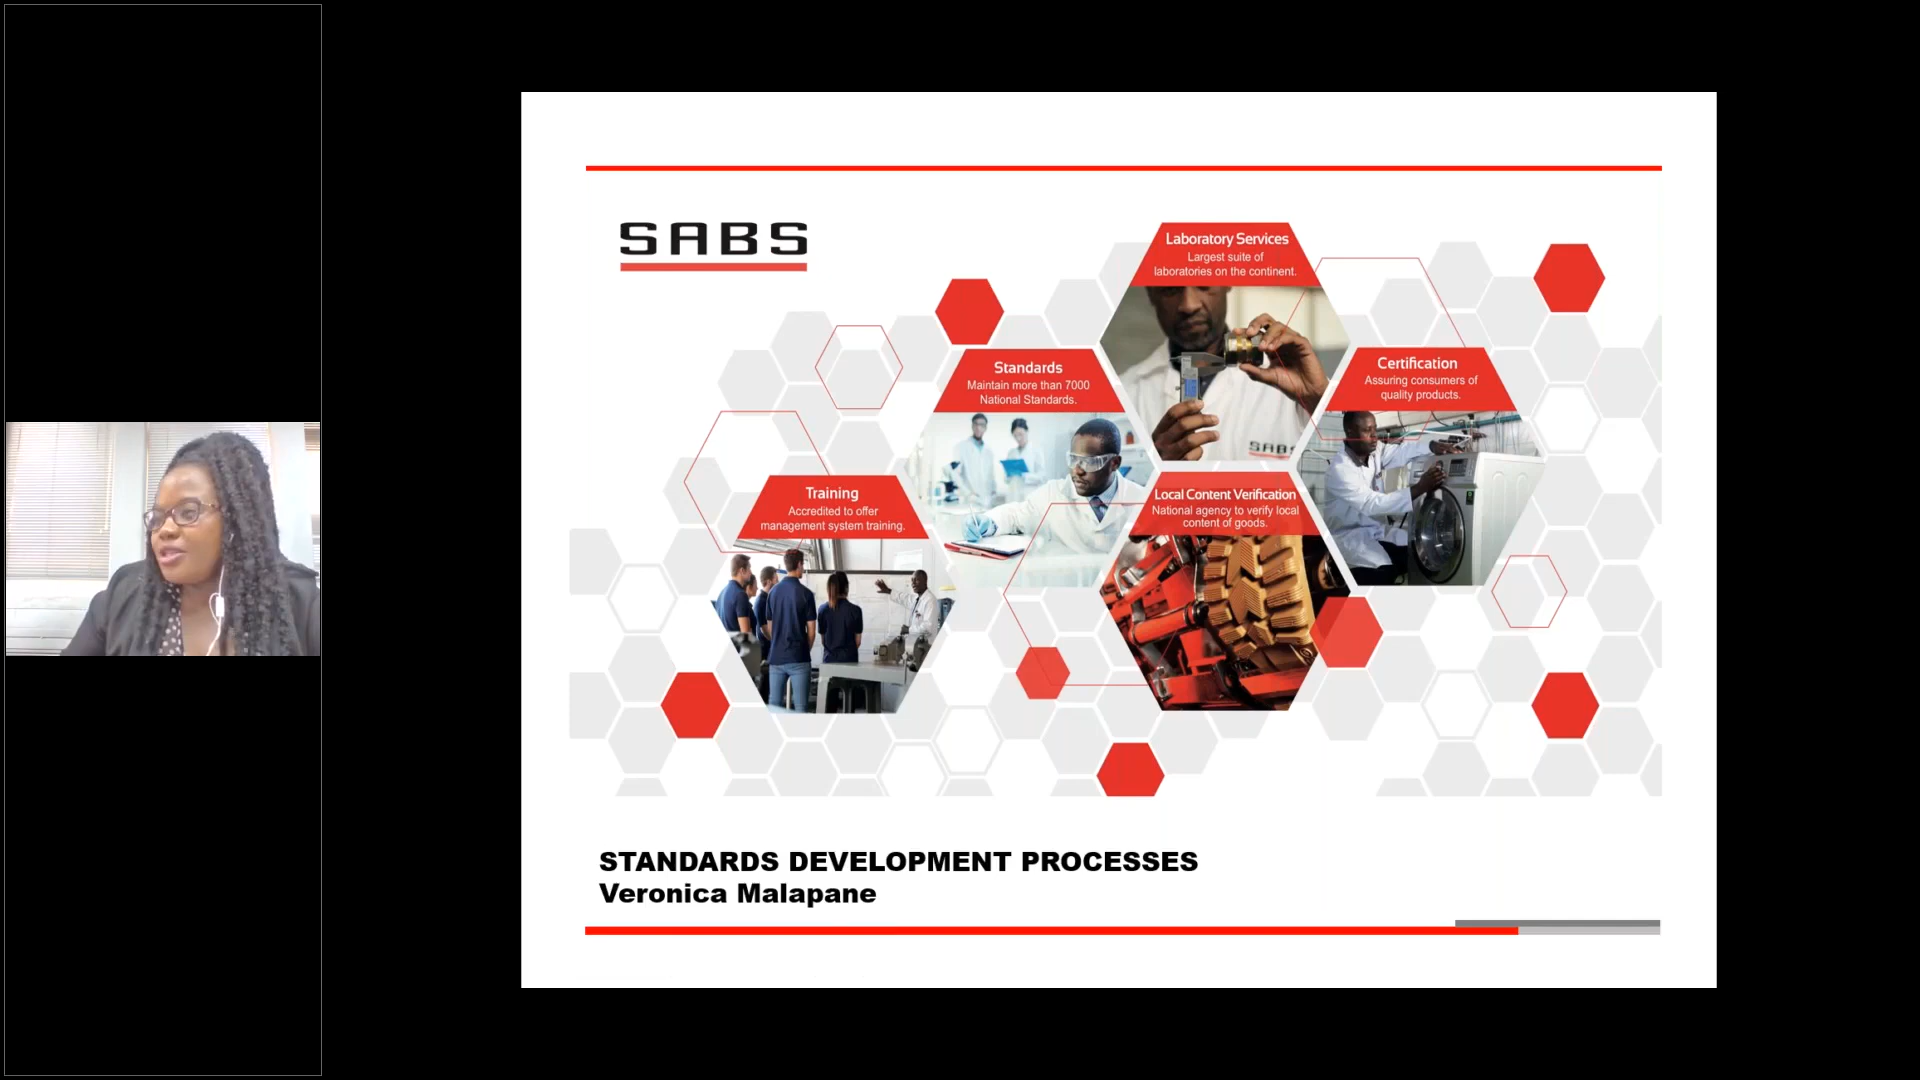 SABS
Laboratory Services
Largest suite of
laboratories on the continent.
Standards
Maintain more than 7000
National Standards.
Certification
Assuring consumers of
quality products.
SABS
Training
Accredited to offer
management system training.
Local Content Verification
National agency to verify local
content of goods.
STANDARDS DEVELOPMENT PROCESSES
Veronica Malapane